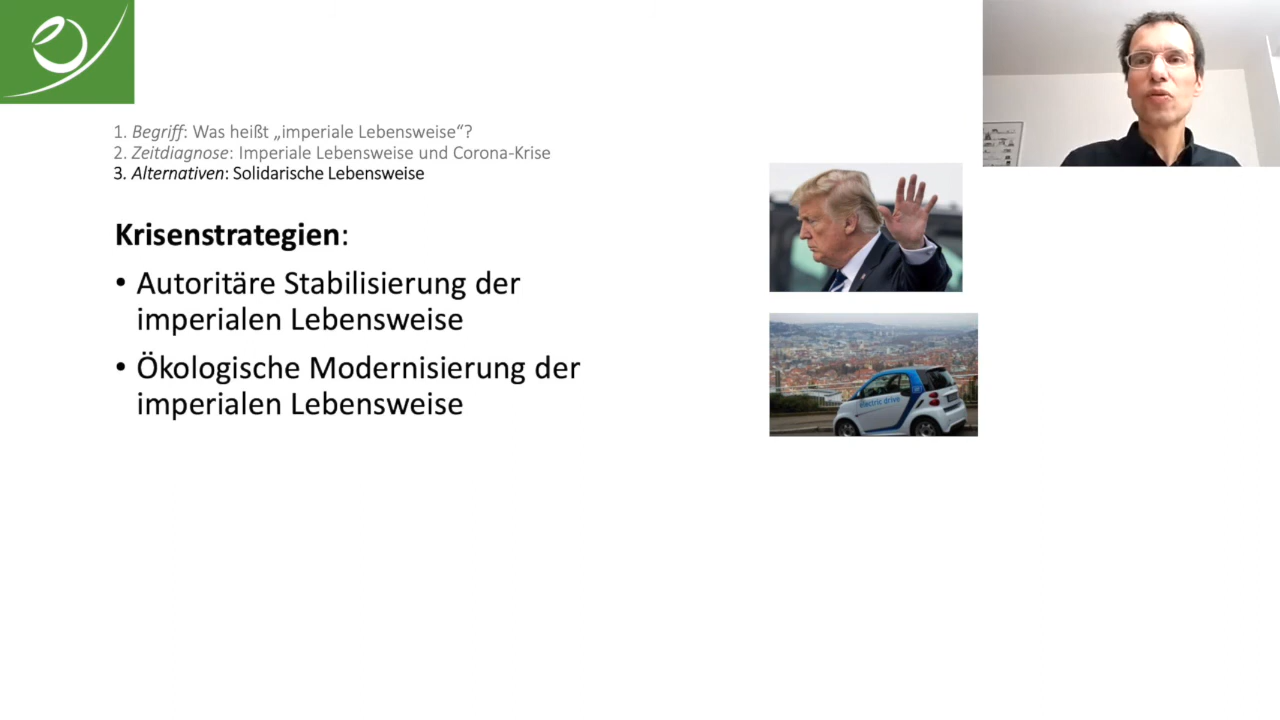 1. Begriff: Was heißt „imperiale Lebensweise“?
2. Zeitdiagnose: Imperiale Lebensweise und Corona-Krise
3. Alternativen: Solidarische Lebensweise
Krisenstrategien:
• Autoritäre Stabilisierung der
imperialen Lebensweise
• Ökologische Modernisierung der
imperialen Lebensweise
electric drive